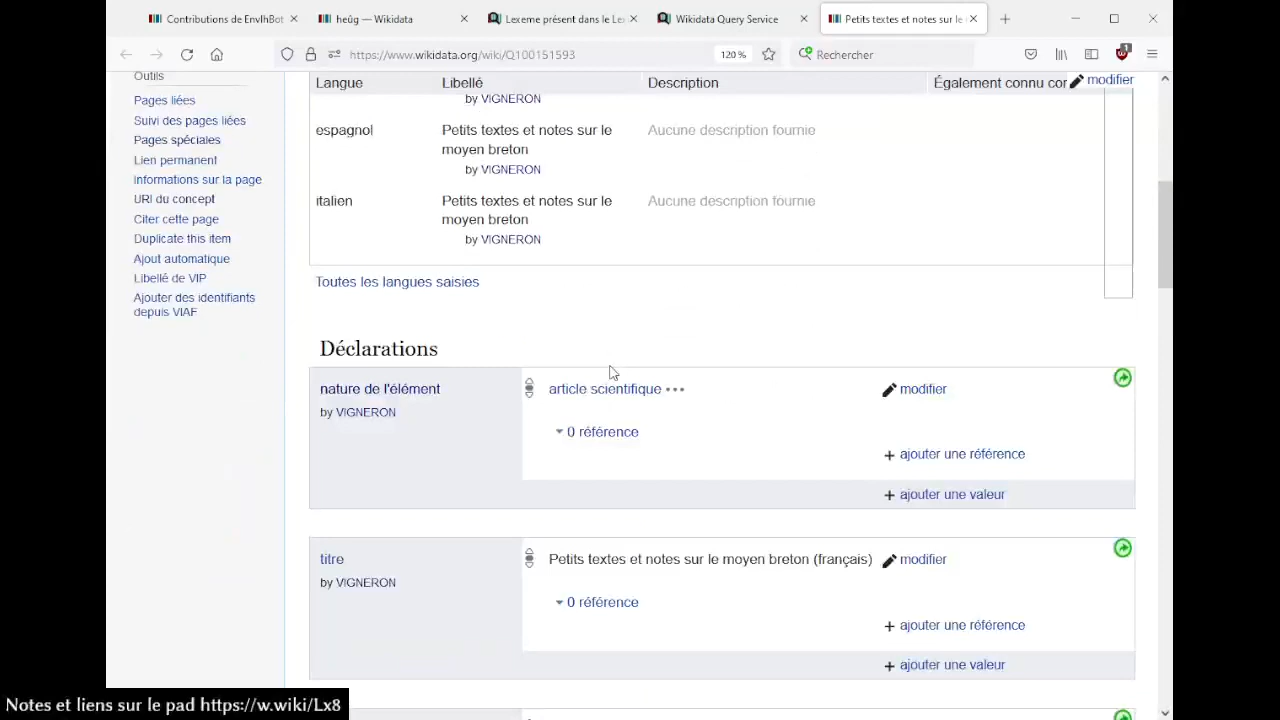 Contributions de EnvlhBot
heûg — Wikidata
Lexeme présent dans le Le
Wikidata Query Service
Petits textes et notes sur le
https://www.wikidata.org/wiki/Q100151593
120 %
Rechercher
1
Outils
Pages liées
Suivi des pages liées
Pages spéciales
Lien permanent
Informations sur la page
URI du concept
Citer cette page
Duplicate this item
Ajout automatique
Libellé de VIP
Ajouter des identifiants
depuis VIAF
Langue Libellé Description Également connu cor modifier
by VIGNERON
espagnol Petits textes et notes sur le Aucune description fournie
moyen breton
by VIGNERON
italien Petits textes et notes sur le Aucune description fournie
moyen breton
by VIGNERON
Toutes les langues saisies
Déclarations
nature de l'élément article scientifique modifier
by VIGNERON
0 référence
+ ajouter une référence
+ ajouter une valeur
titre Petits textes et notes sur le moyen breton (français) modifier
by VIGNERON
0 référence
+ ajouter une référence
+ ajouter une valeur
Notes et liens sur le pad https://w.wiki/Lx8